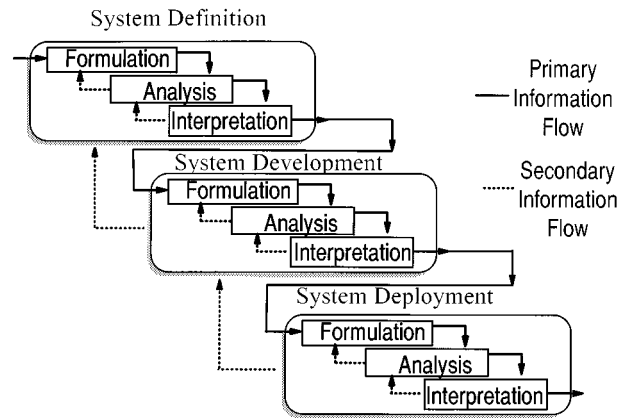 System Definition
Formulation
Analysis
Interpretation
System Development
Formulation
Analysis
Interpretation
System Deployment
Formulation
Analysis
Interpretation
Primary
Information
Flow
Secondary
Information
Flow